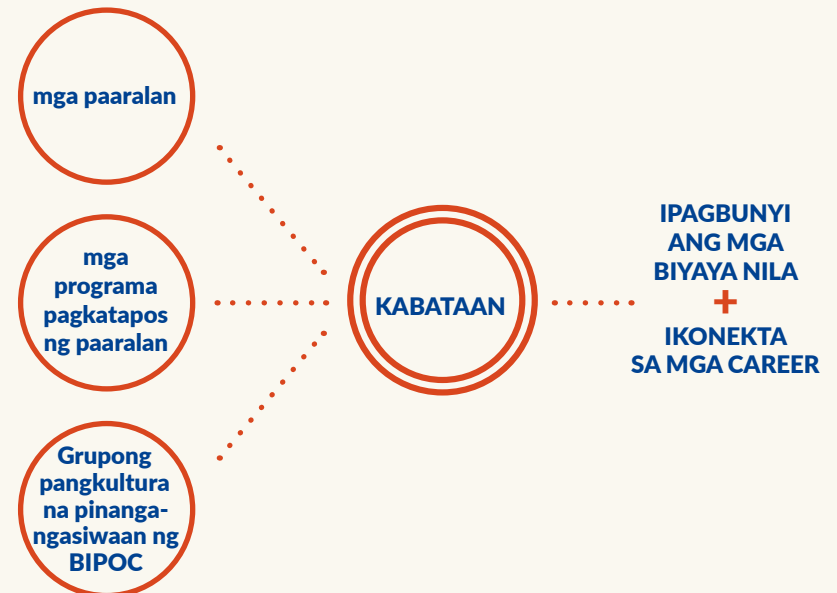 mga paaralan
mga
programa
pagkatapos
ng paaralan
Grupong
pangkultura
na pinanga-
ngasiwaan ng
BIPOC
KABATAAN
IPAGBUNYI
ANG MGA
BIYAYA NILA
+
IKONEKTA
SA MGA CAREER